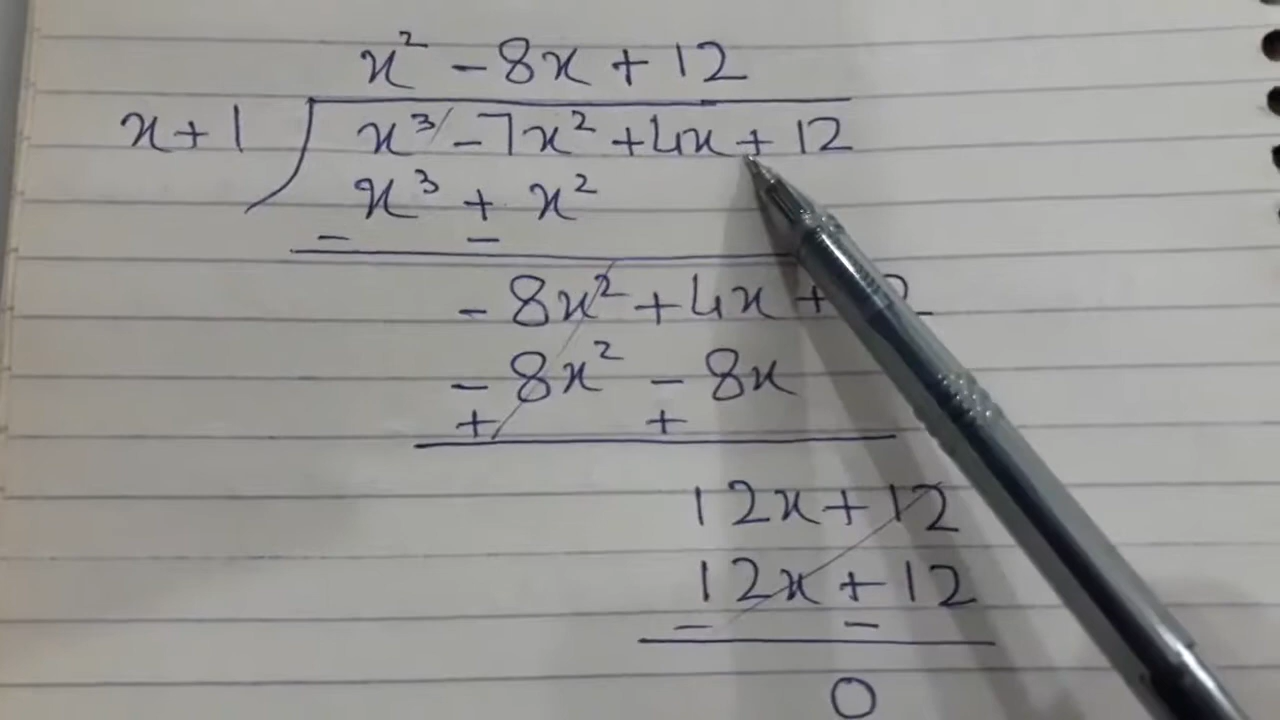 x² - 8x + 12
x + 1 ) x³ - 7x² + 4x + 12
x³ + x²
- -
- 8x² + 4x +
- 8x² - 8x
+ +
12x + 12
12x + 12
- -
0